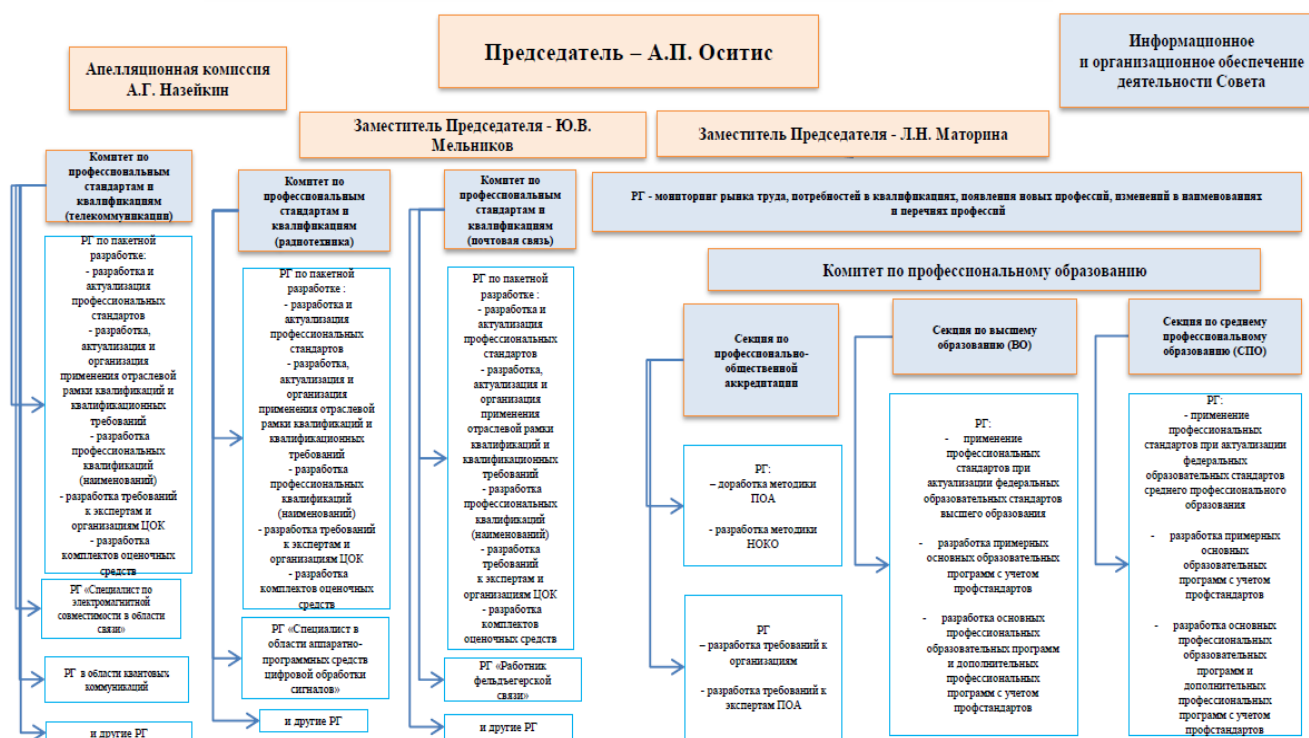 Председатель – А.П. Оситис
Апелляционная комиссия
А.Г. Назейкин
Информационное
и организационное обеспечение
деятельности Совета
Заместитель Председателя - Ю.В.
Мельников
Заместитель Председателя - Л.Н. Маторина
Комитет по
профессиональным
стандартам и
квалификациям
(телекоммуникации)
РГ по пакетной
разработке:
- разработка и
актуализация
профессиональных
стандартов
- разработка,
актуализация и
организация
применения отраслевой
рамки квалификаций и
квалификационных
требований
- разработка
профессиональных
квалификаций
(наименований)
- разработка требований
к экспертам и
организациям ЦОК
- разработка
комплектов оценочных
средств
РГ «Специалист по
электромагнитной
совместимости в области
связи»
РГ в области квантовых
коммуникаций
и другие РГ
Комитет по
профессиональным
стандартам и
квалификациям
(радиотехника)
РГ по пакетной
разработке :
- разработка и
актуализация
профессиональных
стандартов
- разработка,
актуализация и
организация
применения отраслевой
рамки квалификаций и
квалификационных
требований
- разработка
профессиональных
квалификаций
(наименований)
- разработка требований
к экспертам и
организациям ЦОК
- разработка
комплектов оценочных
средств
РГ «Специалист в
области аппаратно-
программных средств
цифровой обработки
сигналов»
и другие РГ
Комитет по
профессиональным
стандартам и
квалификациям
(почтовая связь)
РГ по пакетной
разработке :
- разработка и
актуализация
профессиональных
стандартов
- разработка,
актуализация и
организация
применения
отраслевой рамки
квалификаций и
квалификационных
требований
- разработка
профессиональных
квалификаций
(наименований)
- разработка
требований
к экспертам и
организациям ЦОК
- разработка
комплектов
оценочных средств
РГ «Работник
фельдъегерской
связи»
и другие РГ
РГ - мониторинг рынка труда, потребностей в квалификациях, появления новых профессий, изменений в наименованиях
и перечнях профессий
Комитет по профессиональному образованию
Секция по
профессионально-
общественной
аккредитации
РГ:
– доработка методики
ПОА
- разработка методики
НОКО
РГ
– разработка требований к
организациям
- разработка требований к
экспертам ПОА
Секция по высшему
образованию (ВО)
РГ:
- применение
профессиональных
стандартов при
актуализации федеральных
образовательных стандартов
высшего образования
- разработка примерных
основных образовательных
программ с учетом
профстандартов
- разработка основных
профессиональных
образовательных программ
и дополнительных
профессиональных
программ с учетом
профстандартов
Секция по среднему
профессиональному
образованию (СПО)
РГ:
- применение
профессиональных
стандартов при актуализации
федеральных
образовательных стандартов
среднего профессионального
образования
- разработка примерных
основных
образовательных
программ с учетом
профстандартов
- разработка основных
профессиональных
образовательных
программ и
дополнительных
профессиональных
программ с учетом
профстандартов